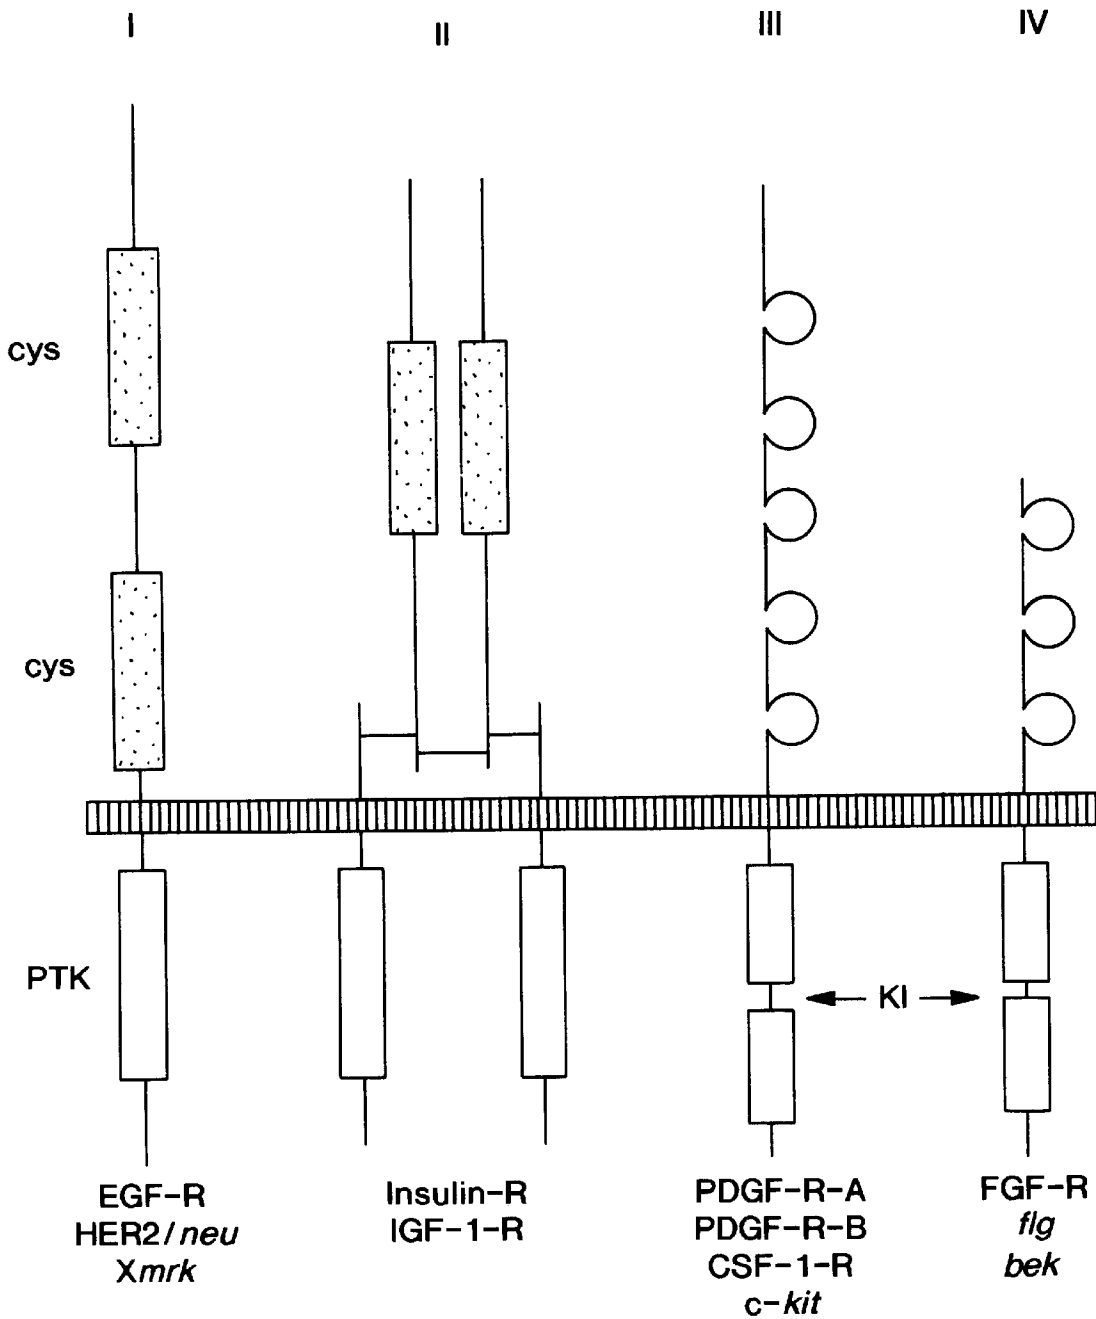 I
II
III
IV
cys
cys
PTK
KI
EGF-R
HER2/neu
Xmrk
Insulin-R
IGF-1-R
PDGF-R-A
PDGF-R-B
CSF-1-R
c-kit
FGF-R
flg
bek